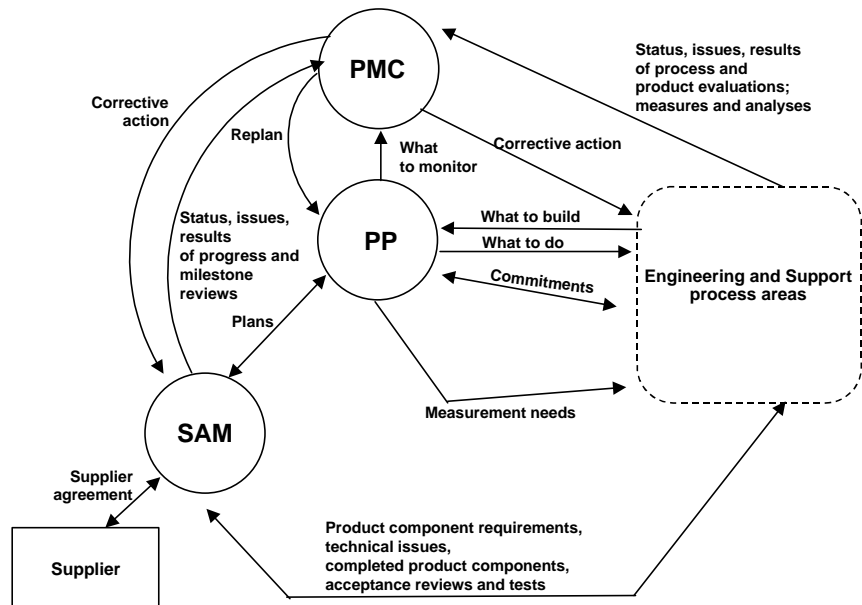 PMC
Status, issues, results
of process and
product evaluations;
measures and analyses
Corrective
action
Replan
What
to monitor
Corrective action
Status, issues,
results
of progress and
milestone
reviews
PP
What to build
What to do
Commitments
Engineering and Support
process areas
Plans
Measurement needs
SAM
Supplier
agreement
Supplier
Product component requirements,
technical issues,
completed product components,
acceptance reviews and tests